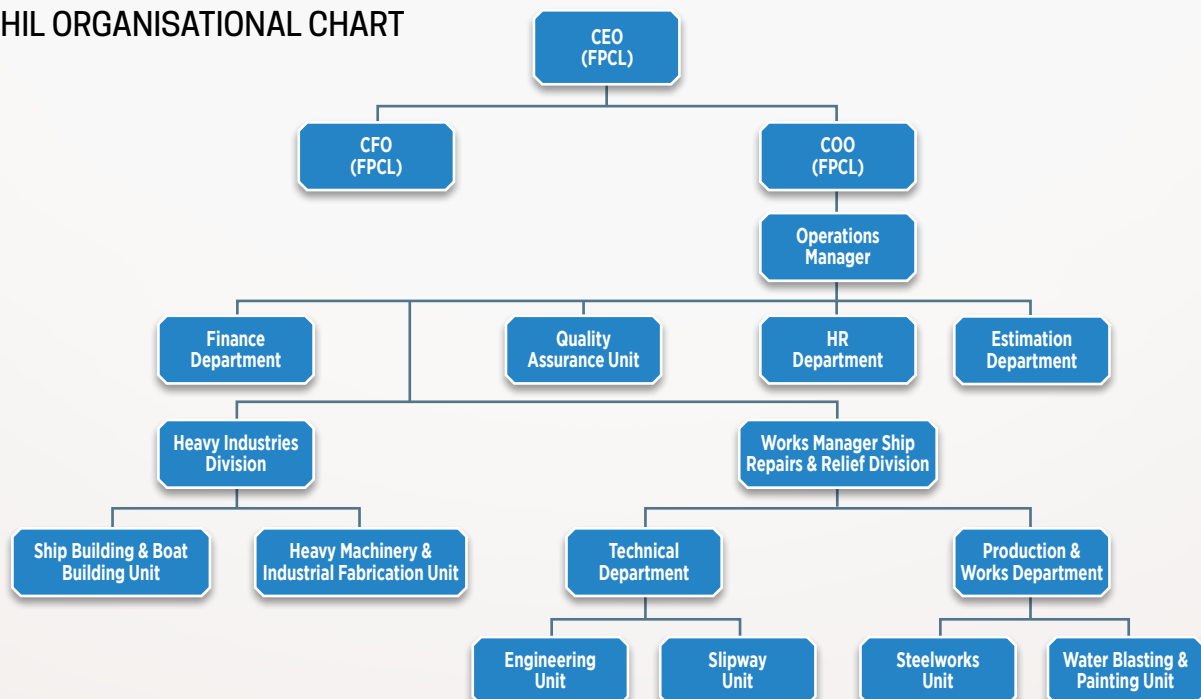 HIL ORGANISATIONAL CHART
CEO
(FPCL)
CFO
(FPCL)
COO
(FPCL)
Operations
Manager
Finance
Department
Quality
Assurance Unit
HR
Department
Estimation
Department
Heavy Industries
Division
Works Manager Ship
Repairs & Relief Division
Ship Building & Boat
Building Unit
Heavy Machinery &
Industrial Fabrication Unit
Technical
Department
Production &
Works Department
Engineering
Unit
Slipway
Unit
Steelworks
Unit
Water Blasting &
Painting Unit